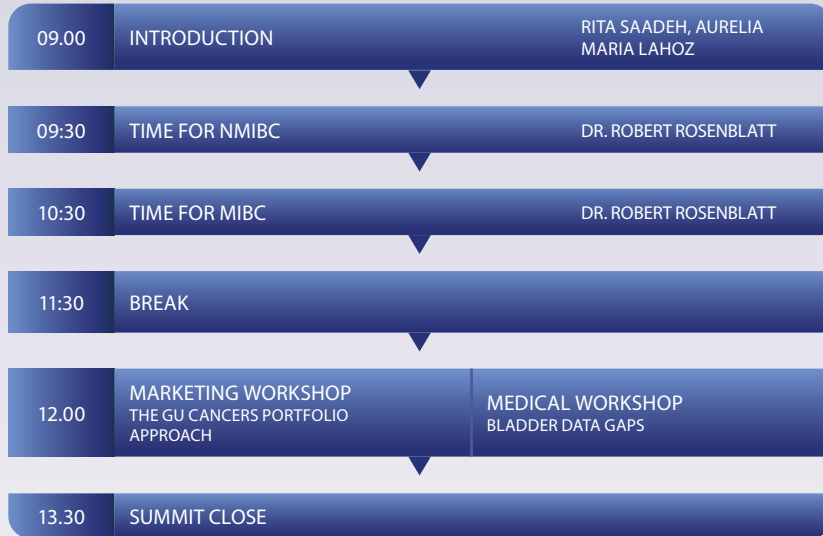 09.00 INTRODUCTION RITA SAADEH, AURELIA
MARIA LAHOZ
09:30 TIME FOR NMIBC DR. ROBERT ROSENBLATT
10:30 TIME FOR MIBC DR. ROBERT ROSENBLATT
11:30 BREAK
12.00
MARKETING WORKSHOP
THE GU CANCERS PORTFOLIO
APPROACH
MEDICAL WORKSHOP
BLADDER DATA GAPS
13.30 SUMMIT CLOSE